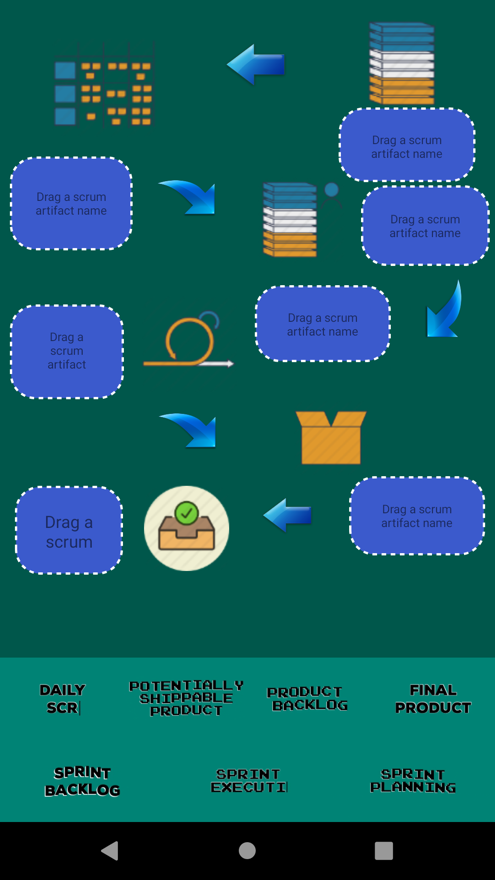 Drag a scrum
artifact name
Drag a scrum
artifact name
Drag a scrum
artifact name
Drag a scrum
artifact name
Drag a
scrum
artifact
Drag a scrum
artifact name
Drag a
scrum
DAILY
SCR
POTENTIALLY
SHIPPABLE
PRODUCT
PRODUCT
BACKLOG
FINAL
PRODUCT
SPRINT
BACKLOG
SPRINT
EXECUTI
SPRINT
PLANNING